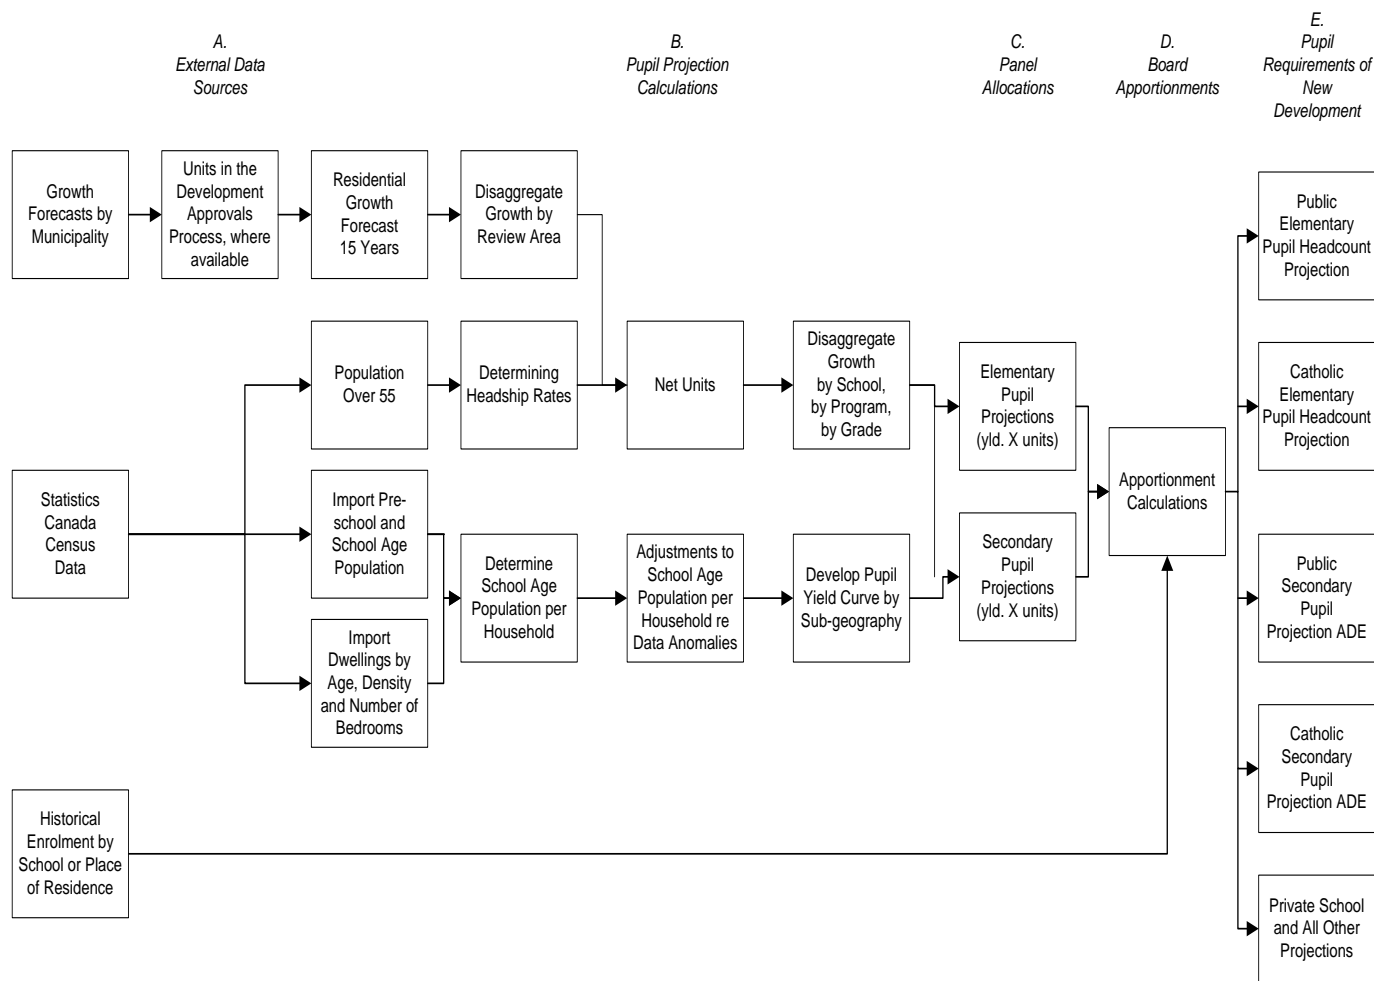 A.
External Data
Sources
B.
Pupil Projection
Calculations
C.
Panel
Allocations
D.
Board
Apportionments
E.
Pupil
Requirements of
New
Development
Growth
Forecasts by
Municipality
Units in the
Development
Approvals
Process, where
available
Residential
Growth
Forecast
15 Years
Disaggregate
Growth by
Review Area
Public
Elementary
Pupil Headcount
Projection
Population
Over 55
Determining
Headship Rates
Net Units
Disaggregate
Growth
by School,
by Program,
by Grade
Elementary
Pupil
Projections
(yld. X units)
Catholic
Elementary
Pupil Headcount
Projection
Statistics
Canada
Census
Data
Import Pre-
school and
School Age
Population
Apportionment
Calculations
Determine
School Age
Population per
Household
Adjustments to
School Age
Population per
Household re
Data Anomalies
Develop Pupil
Yield Curve by
Sub-geography
Secondary
Pupil
Projections
(yld. X units)
Public
Secondary
Pupil
Projection ADE
Import
Dwellings by
Age, Density
and Number of
Bedrooms
Catholic
Secondary
Pupil
Projection ADE
Historical
Enrolment by
School or Place
of Residence
Private School
and All Other
Projections